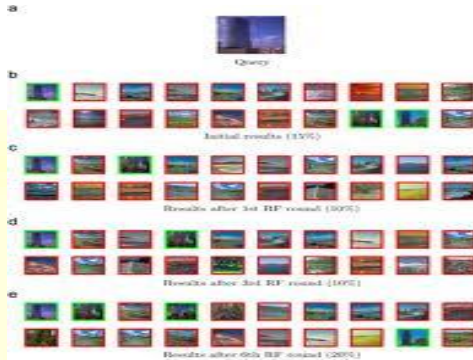 a
Query
b
Initial results (15%)
c
Results after 1st RF round (10%)
d
Results after 3rd RF round (10%)
e
Results after 6th RF round (20%)